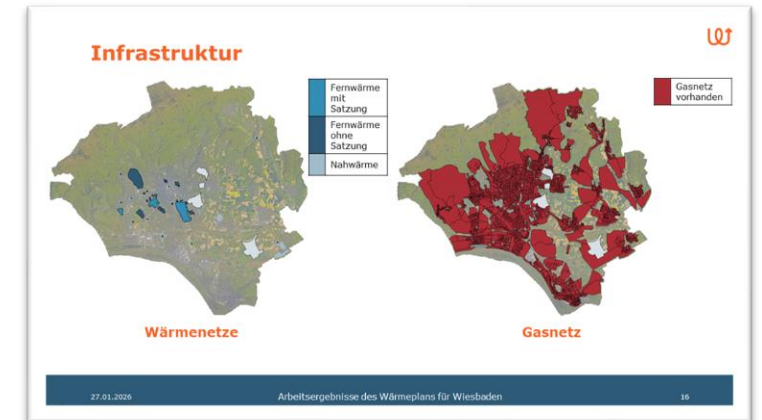 Infrastruktur
Fernwärme
mit
Satzung
Fernwärme
ohne
Satzung
Nahwärme
Gasnetz
vorhanden
Wärmenetze
Gasnetz
27.01.2026
Arbeitsergebnisse des Wärmeplans für Wiesbaden
16